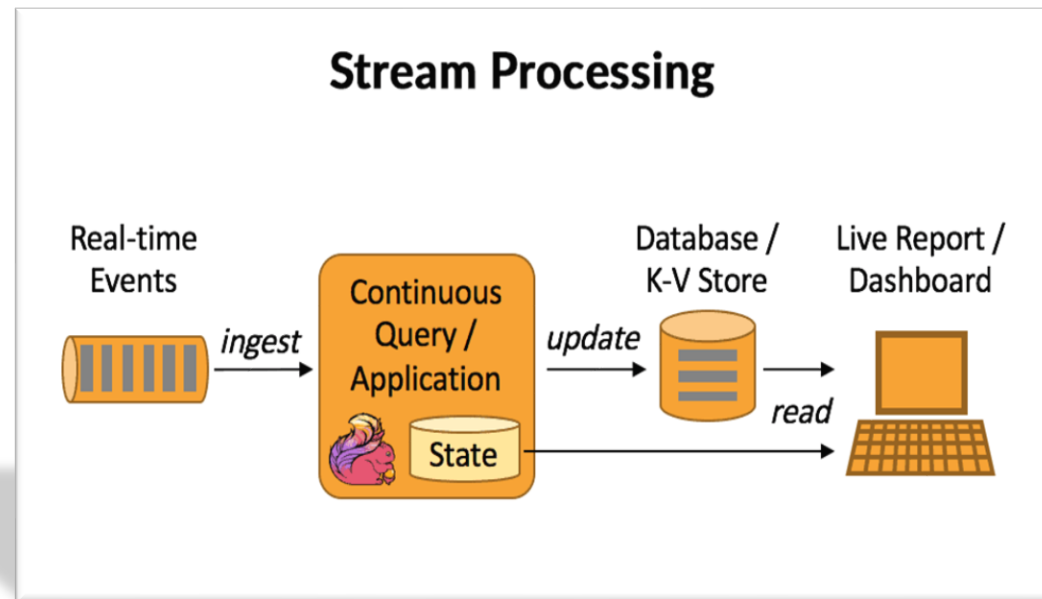 Stream Processing
Real-time
Events
ingest
Continuous
Query /
Application
State
update
Database /
K-V Store
read
Live Report /
Dashboard